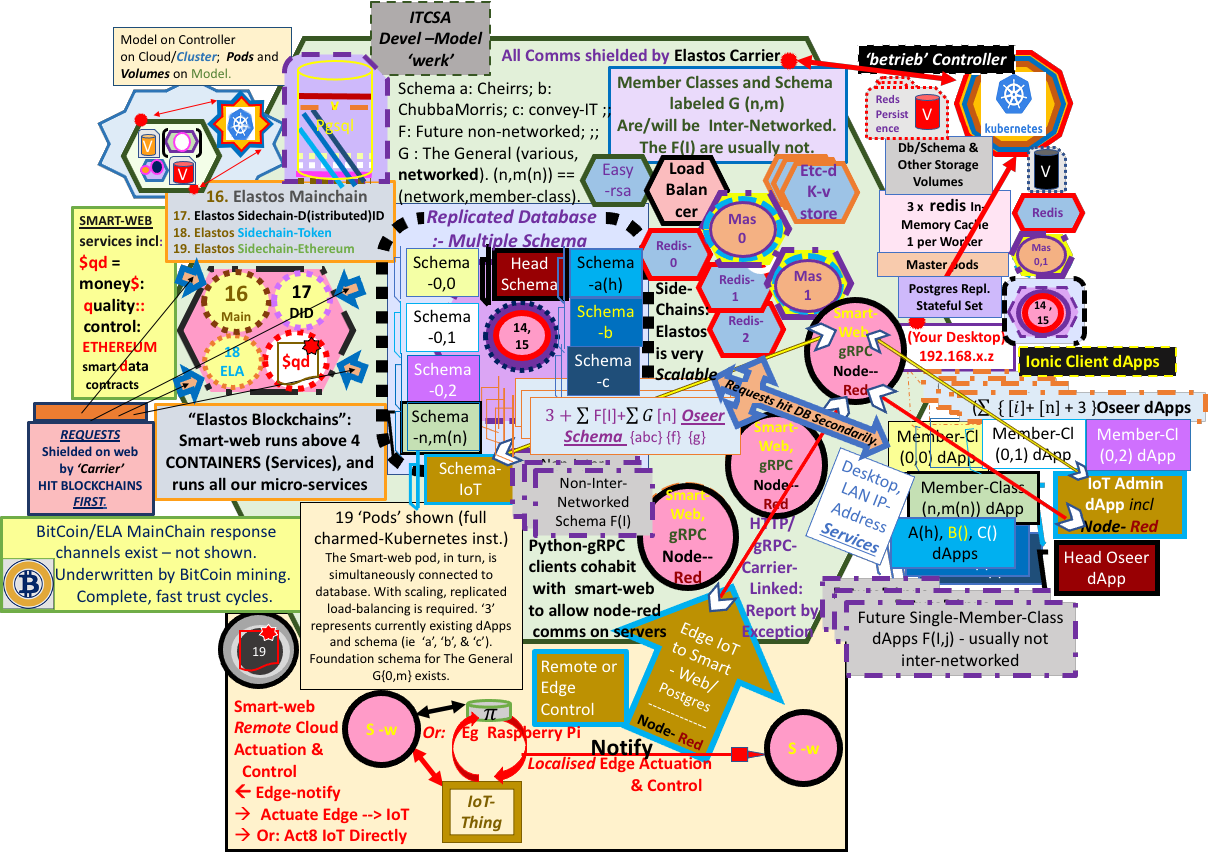 ITCSA
Devel –Model
‘werk’
Model on Controller
on Cloud/Cluster; Pods and
Volumes on Model.
V
V
V
Pgsql
All Comms shielded by Elastos Carrier
Schema a: Cheirrs; b:
ChubbaMorris; c: convey-IT ;;
F: Future non-networked; ;;
G : The General (various,
networked). (n,m(n)) ==
(network,member-class).
Member Classes and Schema
labeled G (n,m)
Are/will be Inter-Networked.
The F(I) are usually not.
‘betrieb’ Controller
Reds
Persist
ence
V
kubernetes
Db/Schema &
Other Storage
Volumes
V
3 x redis In-
Memory Cache
1 per Worker
Redis
Master pods
Mas
0,1
Postgres Repl.
Stateful Set
14,
15
(Your Desktop
192.168.x.z
Ionic Client dApps
Easy
-rsa
Load
Balan
cer
Etc-d
K-v
store
Mas
0
Mas
1
Redis-
0
Redis-
1
Redis-
2
Side-
Chains:
Elastos
is very
Scalable
16. Elastos Mainchain
17. Elastos Sidechain-D(istributed)ID
18. Elastos Sidechain-Token
19. Elastos Sidechain-Ethereum
SMART-WEB
services incl:
$qd =
money$:
quality::
control:
ETHEREUM
smart data
contracts
16
Main
17
DID
18
ELA
$qd
REQUESTS
Shielded on web
by ‘Carrier’
HIT BLOCKCHAINS
FIRST.
“Elastos Blockchains”:
Smart-web runs above 4
CONTAINERS (Services), and
runs all our micro-services
Replicated Database
:- Multiple Schema
Schema
-0,0
Head
Schema
Schema
-a(h)
Schema
-0,1
14,
15
Schema
-b
Schema
-0,2
Schema
-c
Schema
-n,m(n)
Schema-
IoT
3 + ∑ F[I]+∑ G [n] Oseer
Schema {abc} {f} {g}
Non-Inter-
Networked
Schema F(I)
Smart-
Web,
gRPC
Node--
Red
Smart-
Web,
gRPC
Node--
Red
Smart-
Web,
gRPC
Node--
Red
Requests hit DB Secondarily.
Desktop,
LAN IP-
Address
Services
(∑ { [i]+ [n] + 3 }Oseer dApps
Member-Cl
(0,0) dApp
Member-Cl
(0,1) dApp
Member-Cl
(0,2) dApp
Member-Class
(n,m(n)) dApp
IoT Admin
dApp incl
Node- Red
A(h), B(), C()
dApps
Head Oseer
dApp
Future Single-Member-Class
dApps F(I,j) - usually not
inter-networked
BitCoin/ELA MainChain response
channels exist – not shown.
Underwritten by BitCoin mining.
Complete, fast trust cycles.
19 ‘Pods’ shown (full
charmed-Kubernetes inst.)
The Smart-web pod, in turn, is
simultaneously connected to
database. With scaling, replicated
load-balancing is required. ‘3’
represents currently existing dApps
and schema (ie ‘a’, ‘b’, & ‘c’).
Foundation schema for The General
G{0,m} exists.
Python-gRPC
clients cohabit
with smart-web
to allow node-red
comms on servers
HTTP/
gRPC-
Carrier-
Linked:
Report by
Exception
19
Remote or
Edge
Control
Edge IoT
to Smart
- Web/
Postgres
------------
Node- Red
Smart-web
Remote Cloud
Actuation &
Control
← Edge-notify
→ Actuate Edge --> IoT
→ Or: Act8 IoT Directly
S -w
π
Or: Eg Raspberry Pi
Notify
Localised Edge Actuation
& Control
IoT-
Thing
S -w